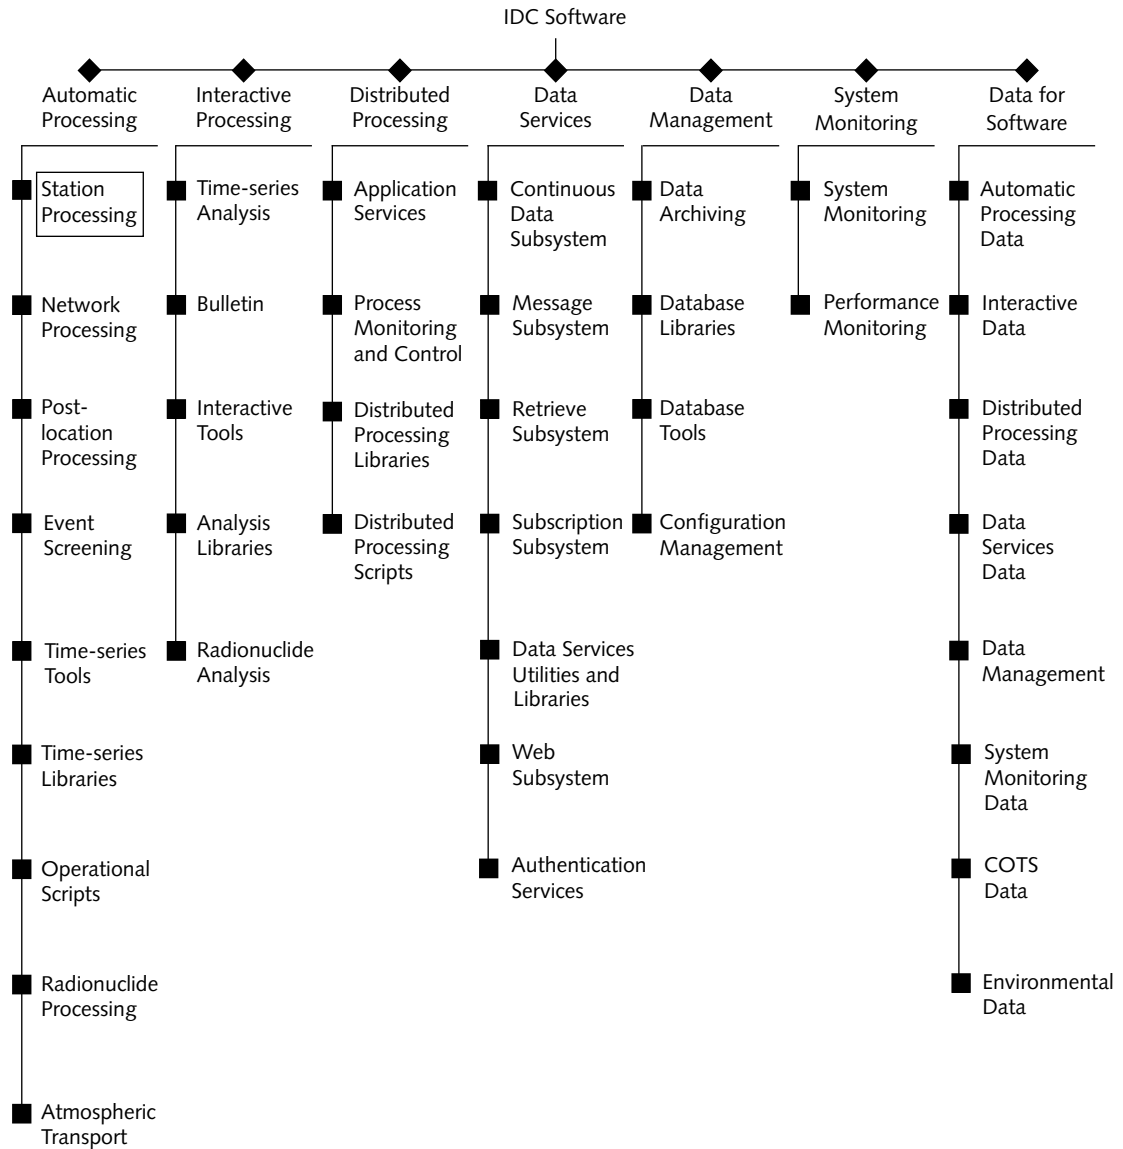 IDC Software
Automatic
Processing
Interactive
Processing
Distributed
Processing
Data
Services
Data
Management
System
Monitoring
Data for
Software
Station
Processing
Network
Processing
Post-
location
Processing
Event
Screening
Time-series
Tools
Time-series
Libraries
Operational
Scripts
Radionuclide
Processing
Atmospheric
Transport
Time-series
Analysis
Bulletin
Interactive
Tools
Analysis
Libraries
Radionuclide
Analysis
Application
Services
Process
Monitoring
and Control
Distributed
Processing
Libraries
Distributed
Processing
Scripts
Continuous
Data
Subsystem
Message
Subsystem
Retrieve
Subsystem
Subscription
Subsystem
Data Services
Utilities and
Libraries
Web
Subsystem
Authentication
Services
Data
Archiving
Database
Libraries
Database
Tools
Configuration
Management
System
Monitoring
Performance
Monitoring
Automatic
Processing
Data
Interactive
Data
Distributed
Processing
Data
Data
Services
Data
Data
Management
System
Monitoring
Data
COTS
Data
Environmental
Data